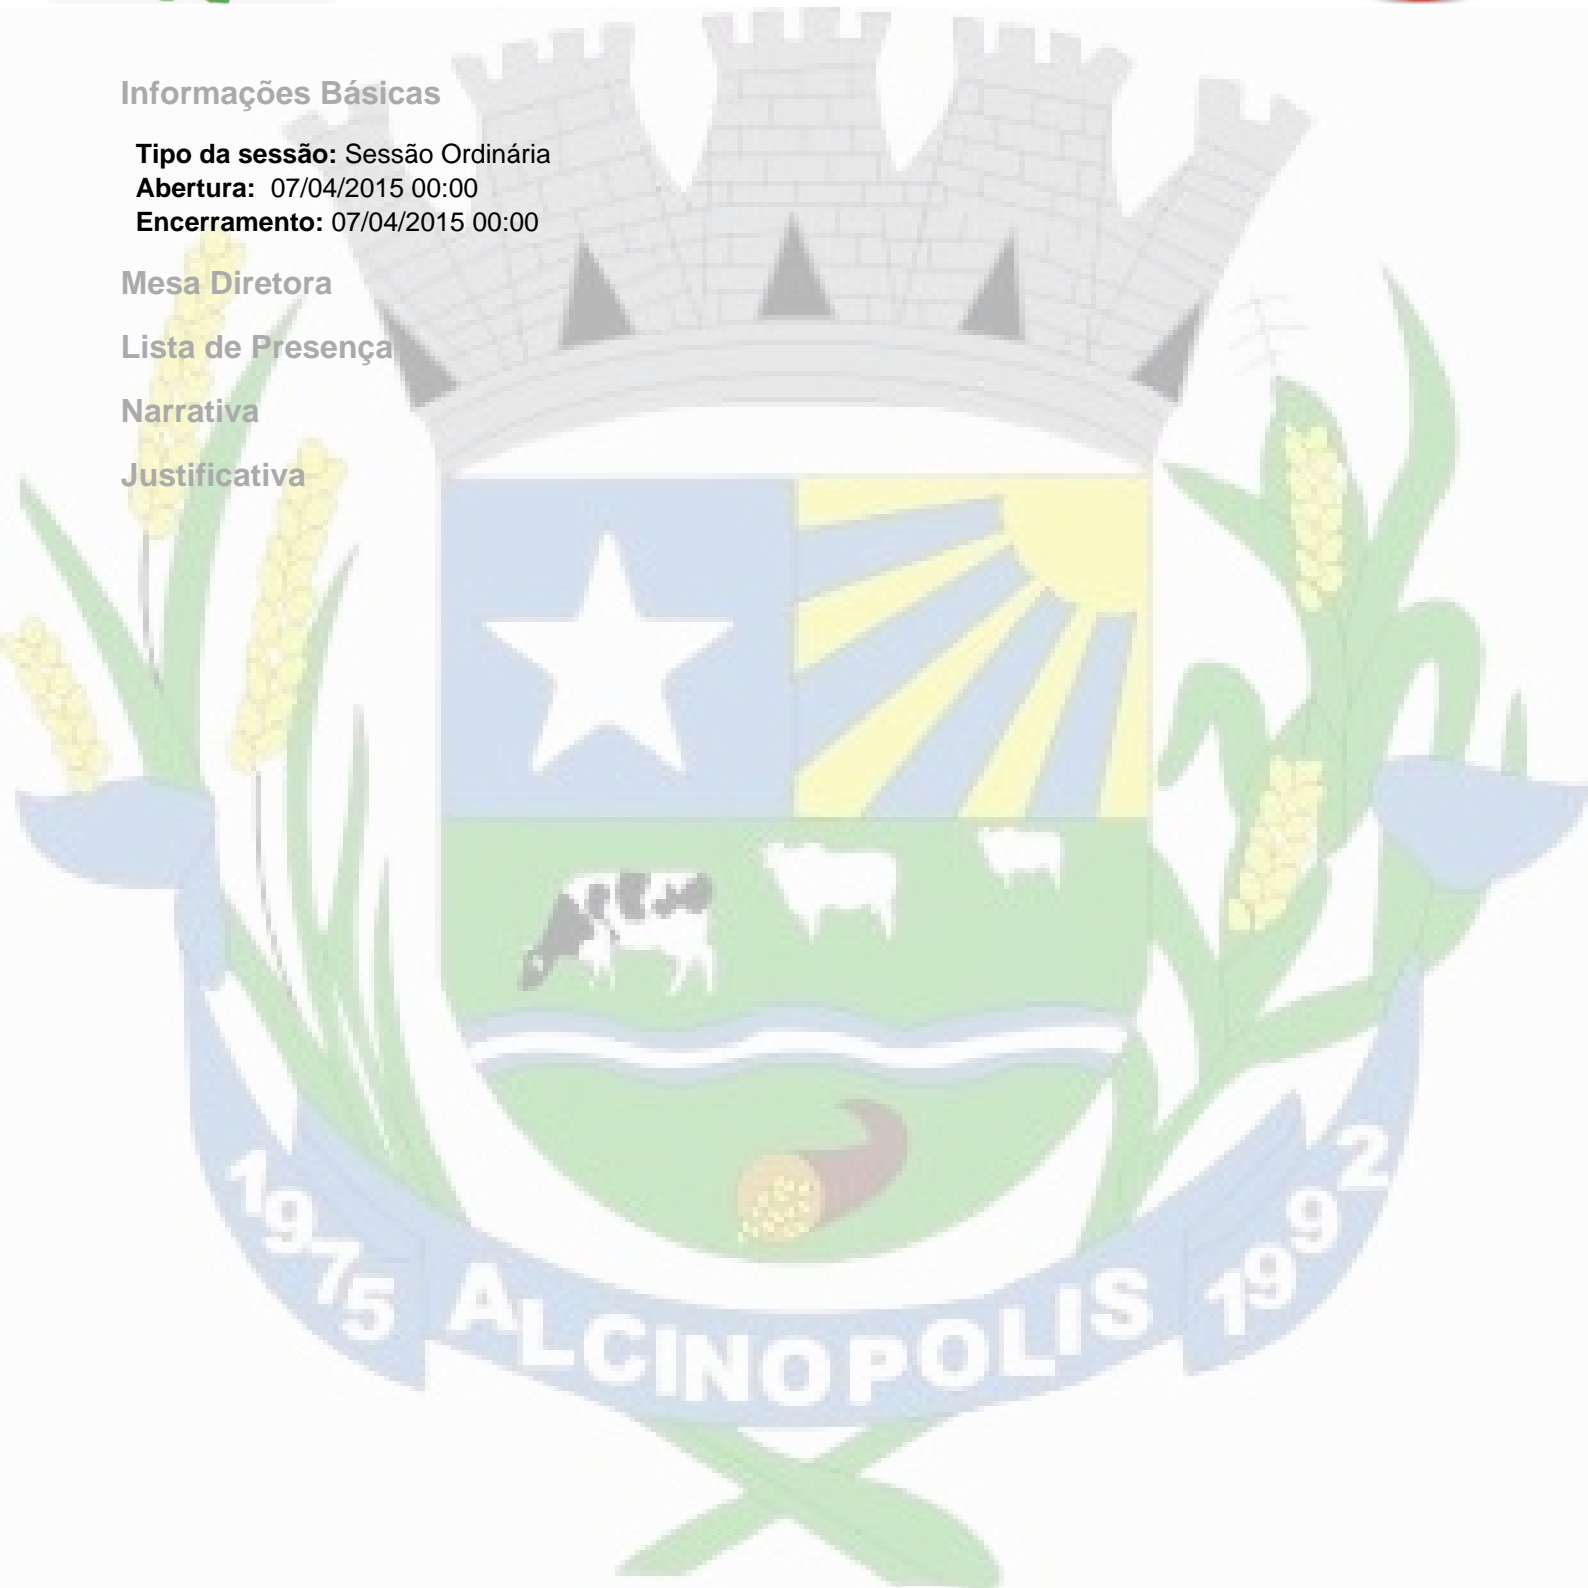 Informações Básicas
Tipo da sessão: Sessão Ordinária
Abertura: 07/04/2015 00:00
Encerramento: 07/04/2015 00:00
Mesa Diretora
Lista de Presença
Narrativa
Justificativa
1975 ALCINOPOLIS 1992